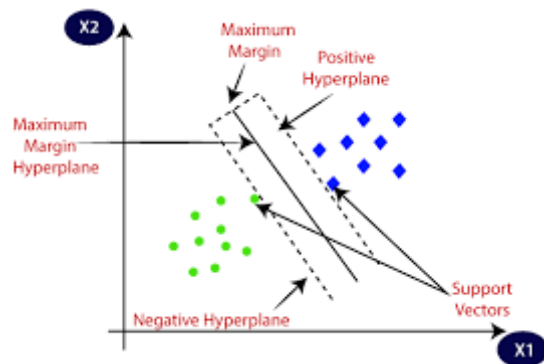 X2
Maximum
Margin
Positive
Hyperplane
Maximum
Margin
Hyperplane
Support
Vectors
Negative Hyperplane
X1